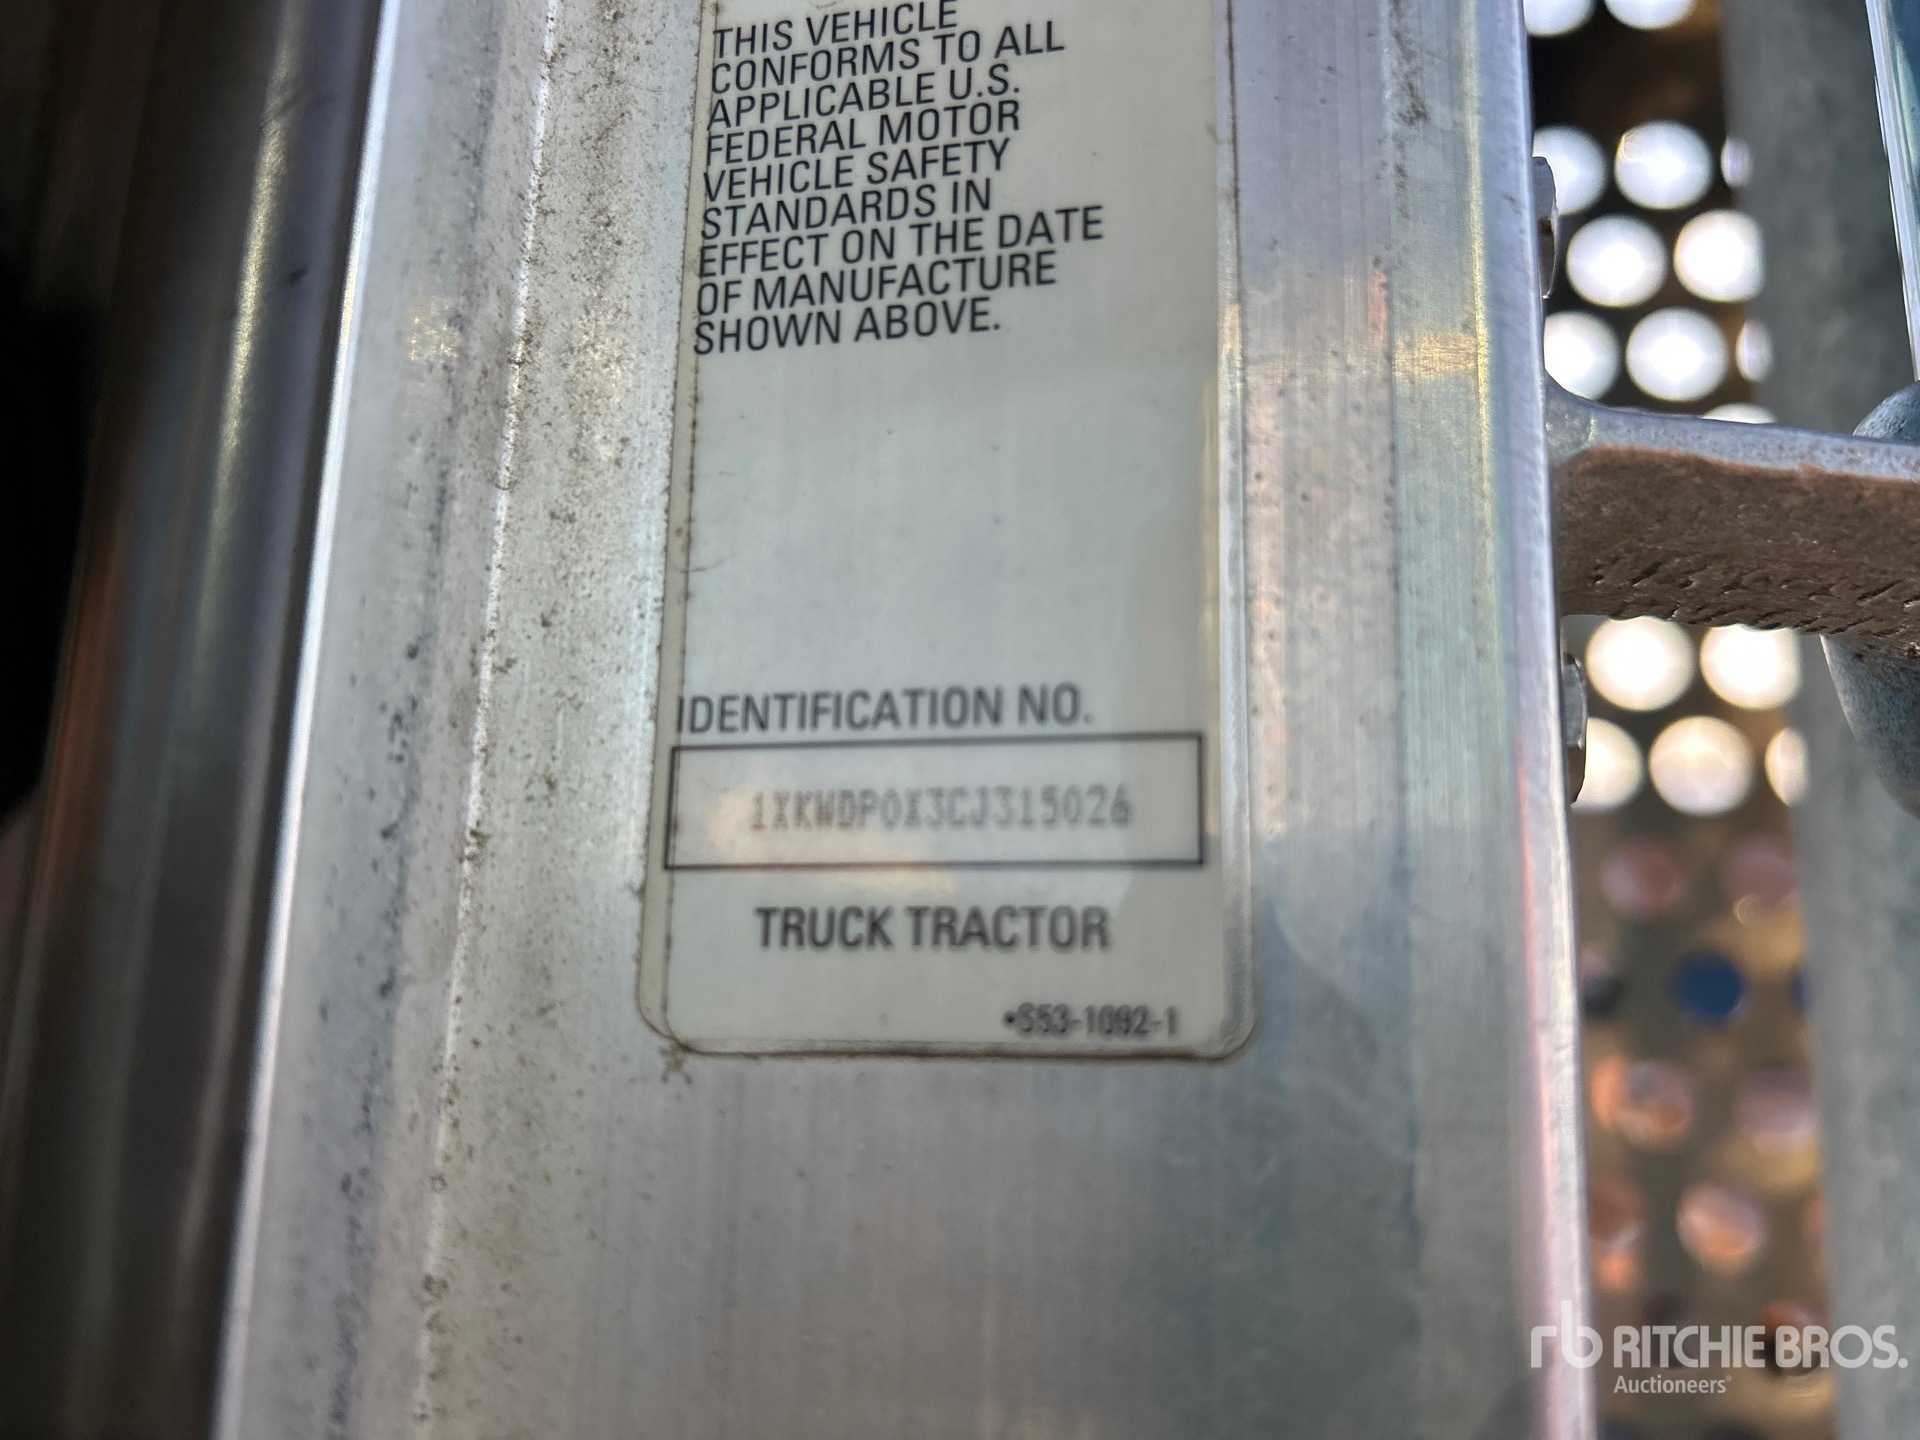 THIS VEHICLE
CONFORMS TO ALL
APPLICABLE U.S.
FEDERAL MOTOR
VEHICLE SAFETY
STANDARDS IN
EFFECT ON THE DATE
OF MANUFACTURE
SHOWN ABOVE.
IDENTIFICATION NO.
1XKWDP0X3CJ315026
TRUCK TRACTOR
•S53-1092-1
rb RITCHIE BROS.
Auctioneers